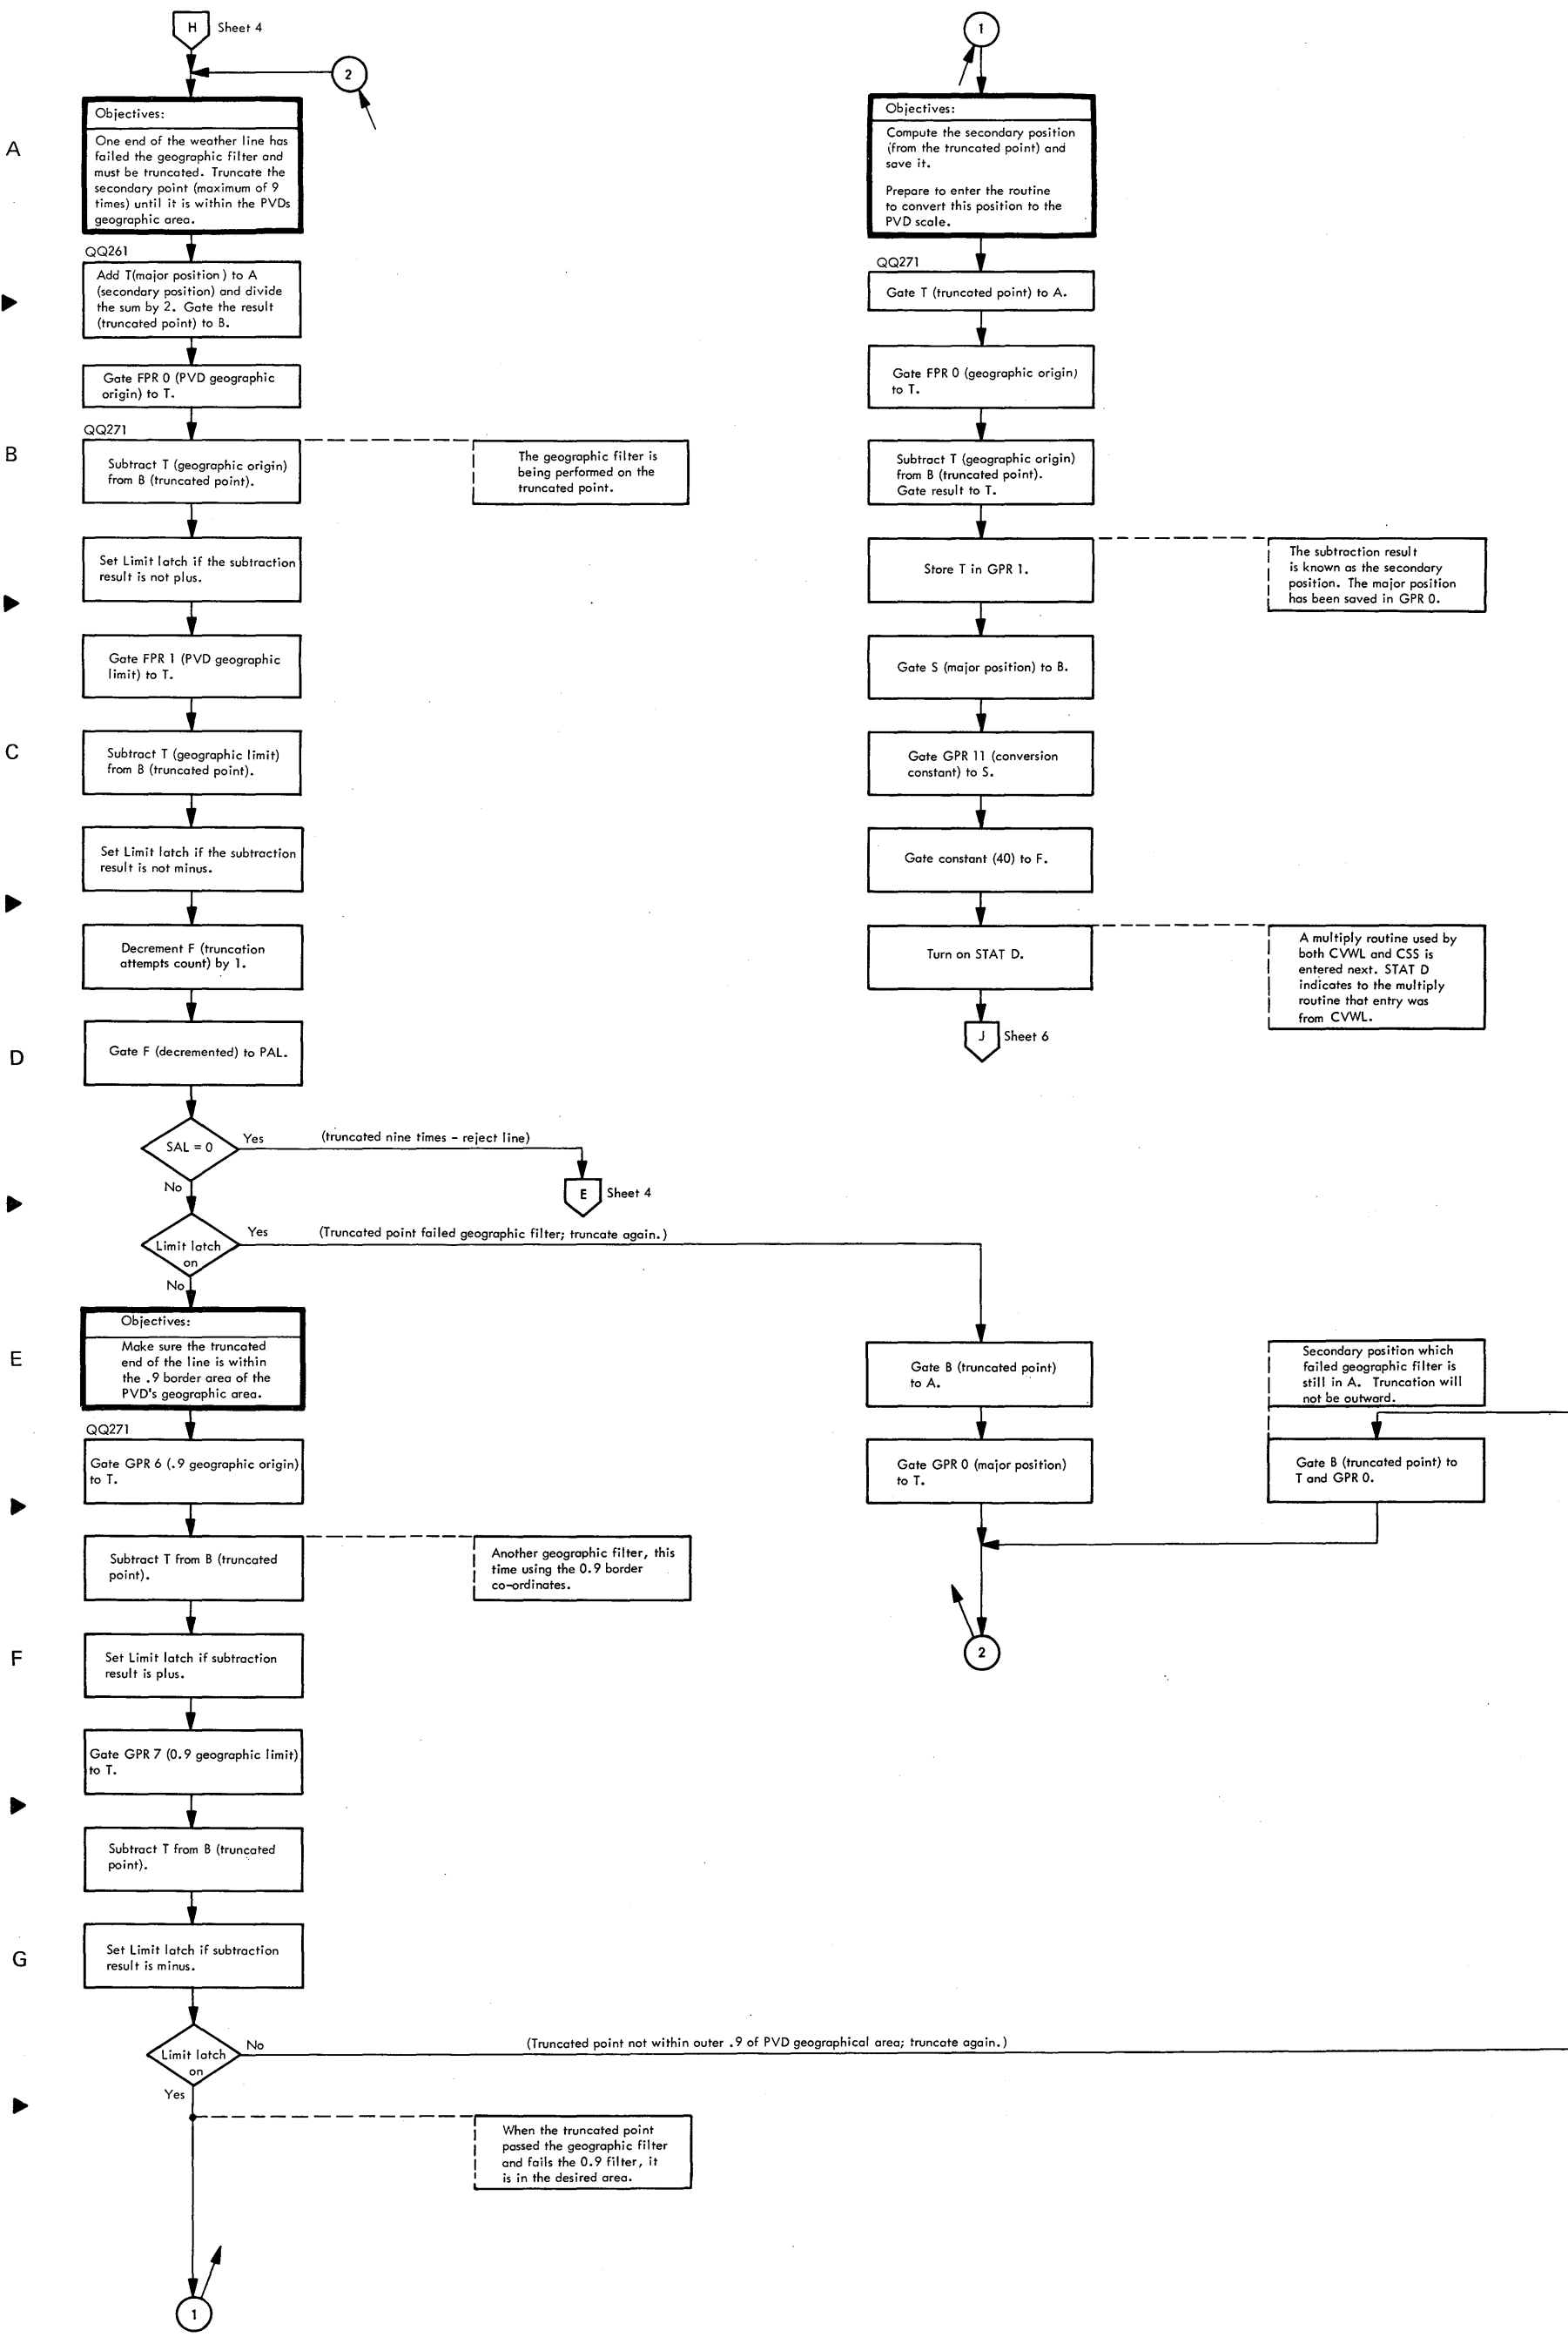 H Sheet 4
2
Objectives:
One end of the weather line has
failed the geographic filter and
must be truncated. Truncate the
secondary point (maximum of 9
times) until it is within the PVDs
geographic area.
A
QQ261
Add T(major position ) to A
(secondary position) and divide
the sum by 2. Gate the result
(truncated point) to B.
Gate FPR 0 (PVD geographic
origin) to T.
QQ271
B
Subtract T (geographic origin)
from B (truncated point).
The geographic filter is
being performed on the
truncated point.
Set Limit latch if the subtraction
result is not plus.
Gate FPR 1 (PVD geographic
limit) to T.
C
Subtract T (geographic limit)
from B (truncated point).
Set Limit latch if the subtraction
result is not minus.
Decrement F (truncation
attempts count) by 1.
D
Gate F (decremented) to PAL.
SAL = 0
Yes
(truncated nine times - reject line)
E Sheet 4
No
Limit latch
on
Yes
(Truncated point failed geographic filter; truncate again.)
No
E
Objectives:
Make sure the truncated
end of the line is within
the .9 border area of the
PVD's geographic area.
QQ271
Gate GPR 6 (.9 geographic origin)
to T.
Subtract T from B (truncated
point).
Another geographic filter, this
time using the 0.9 border
co-ordinates.
F
Set Limit latch if subtraction
result is plus.
Gate GPR 7 (0.9 geographic limit)
to T.
Subtract T from B (truncated
point).
G
Set Limit latch if subtraction
result is minus.
Limit latch
on
No
(Truncated point not within outer .9 of PVD geographical area; truncate again.)
Yes
When the truncated point
passed the geographic filter
and fails the 0.9 filter, it
is in the desired area.
1
1
Objectives:
Compute the secondary position
(from the truncated point) and
save it.
Prepare to enter the routine
to convert this position to the
PVD scale.
QQ271
Gate T (truncated point) to A.
Gate FPR 0 (geographic origin)
to T.
Subtract T (geographic origin)
from B (truncated point).
Gate result to T.
Store T in GPR 1.
The subtraction result
is known as the secondary
position. The major position
has been saved in GPR 0.
Gate S (major position) to B.
Gate GPR 11 (conversion
constant) to S.
Gate constant (40) to F.
Turn on STAT D.
A multiply routine used by
both CVWL and CSS is
entered next. STAT D
indicates to the multiply
routine that entry was
from CVWL.
J Sheet 6
Gate B (truncated point)
to A.
Gate GPR 0 (major position)
to T.
Secondary position which
failed geographic filter is
still in A. Truncation will
not be outward.
Gate B (truncated point) to
T and GPR 0.
2